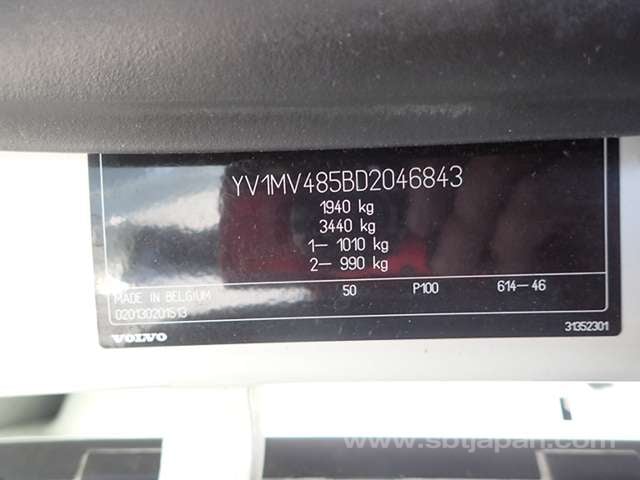 YV1MV485BD2046843
1940 kg
3440 kg
1– 1010 kg
2– 990 kg
MADE IN BELGIUM 50 P100 614–46
020130201513
VOLVO 31352301
www.sbtjapan.com